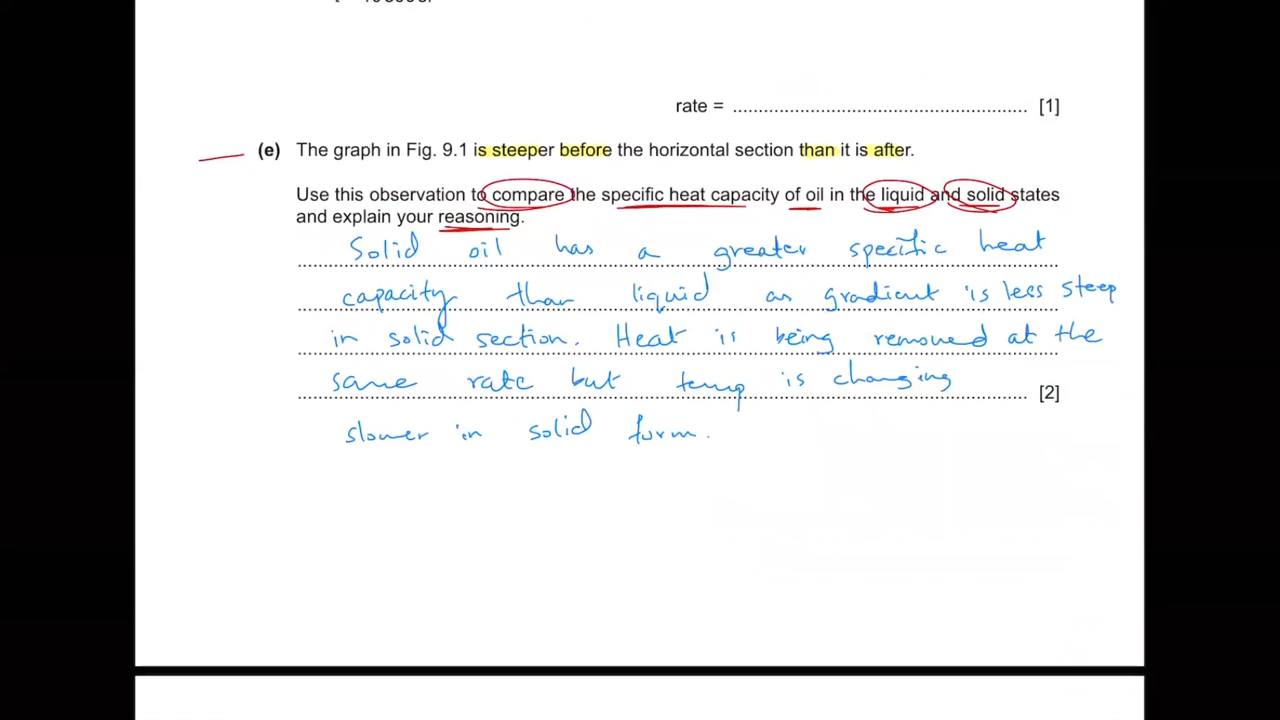 rate = ........................................................... [1]
(e) The graph in Fig. 9.1 is steeper before the horizontal section than it is after.
Use this observation to compare the specific heat capacity of oil in the liquid and solid states
and explain your reasoning.
Solid oil has a greater specific heat
capacity than liquid as gradient is less steep
in solid section. Heat is being removed at the
same rate but temp is changing
[2]
slower in solid form.